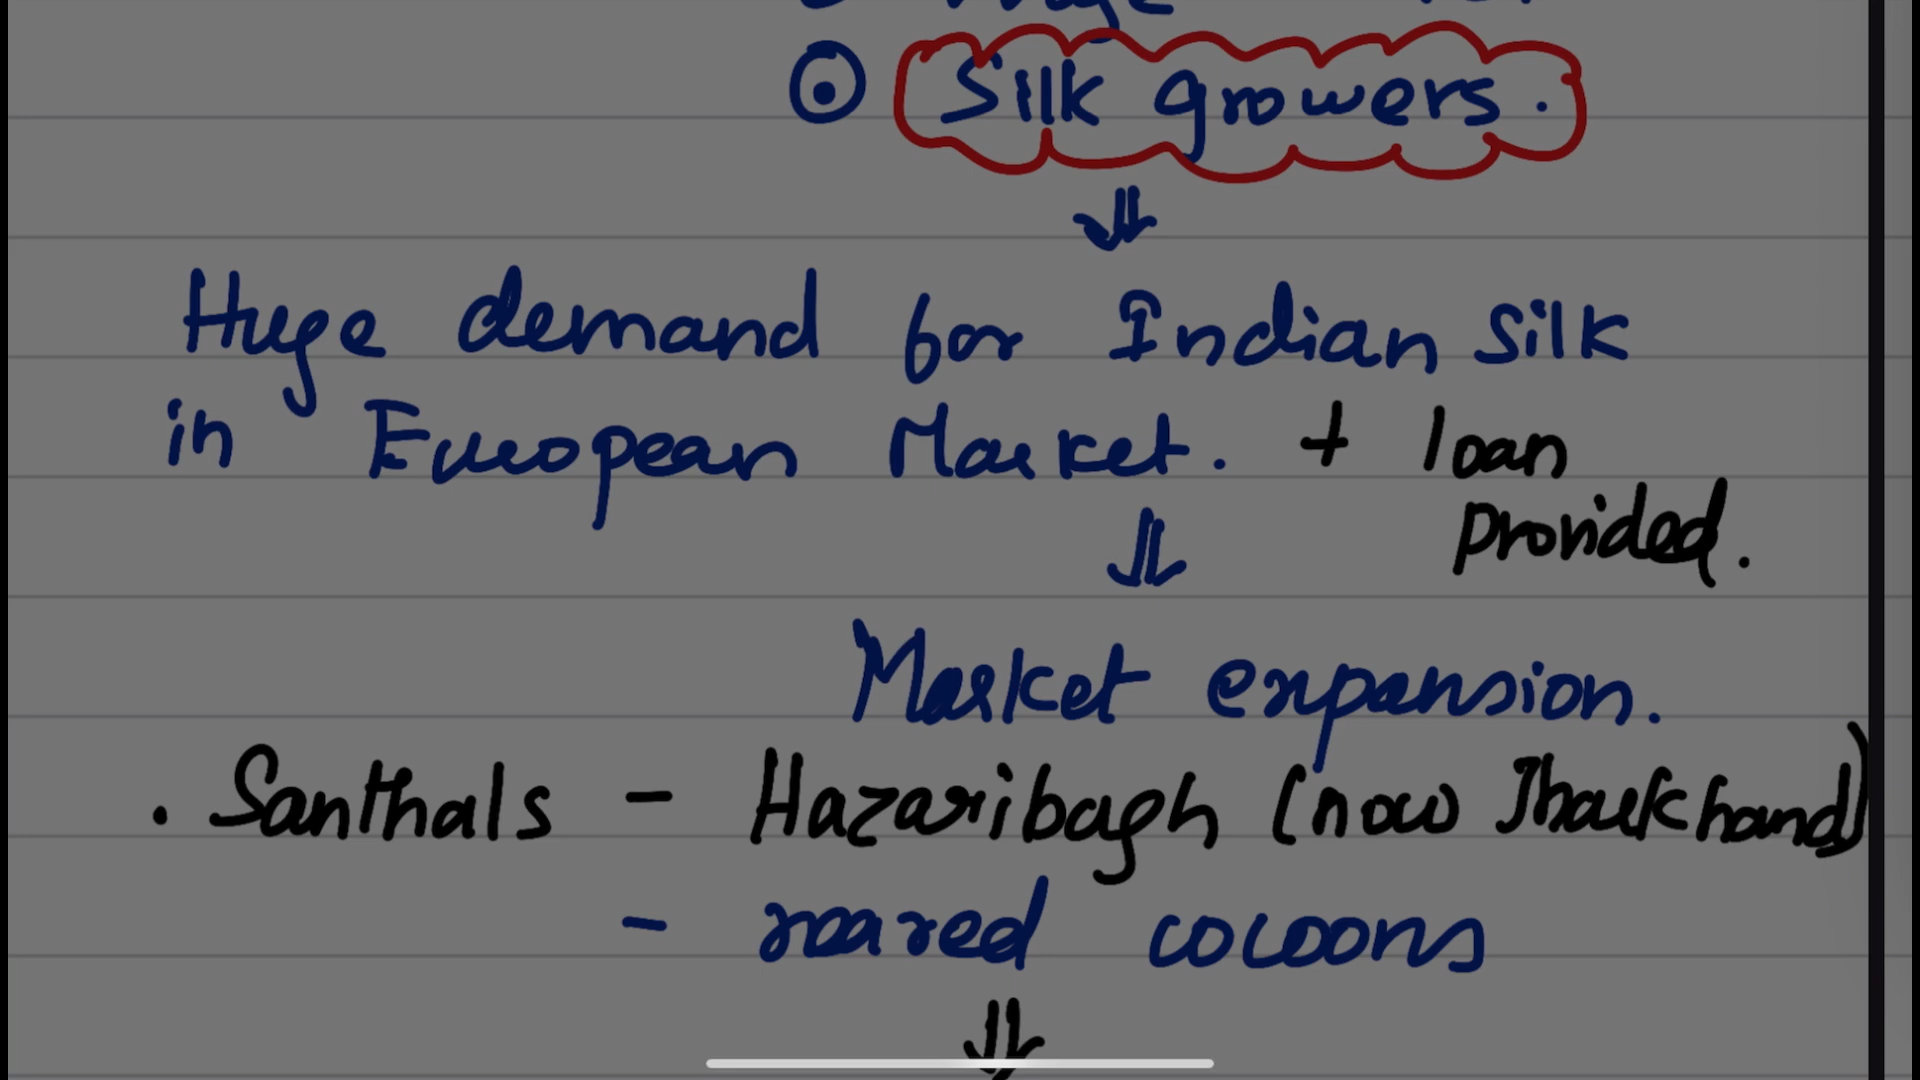 Silk growers.
Huge demand for Indian silk
in European Market. + loan
provided.
Market expansion.
. Santhals - Hazaribagh (now Jharkhand)
- reared cocoons